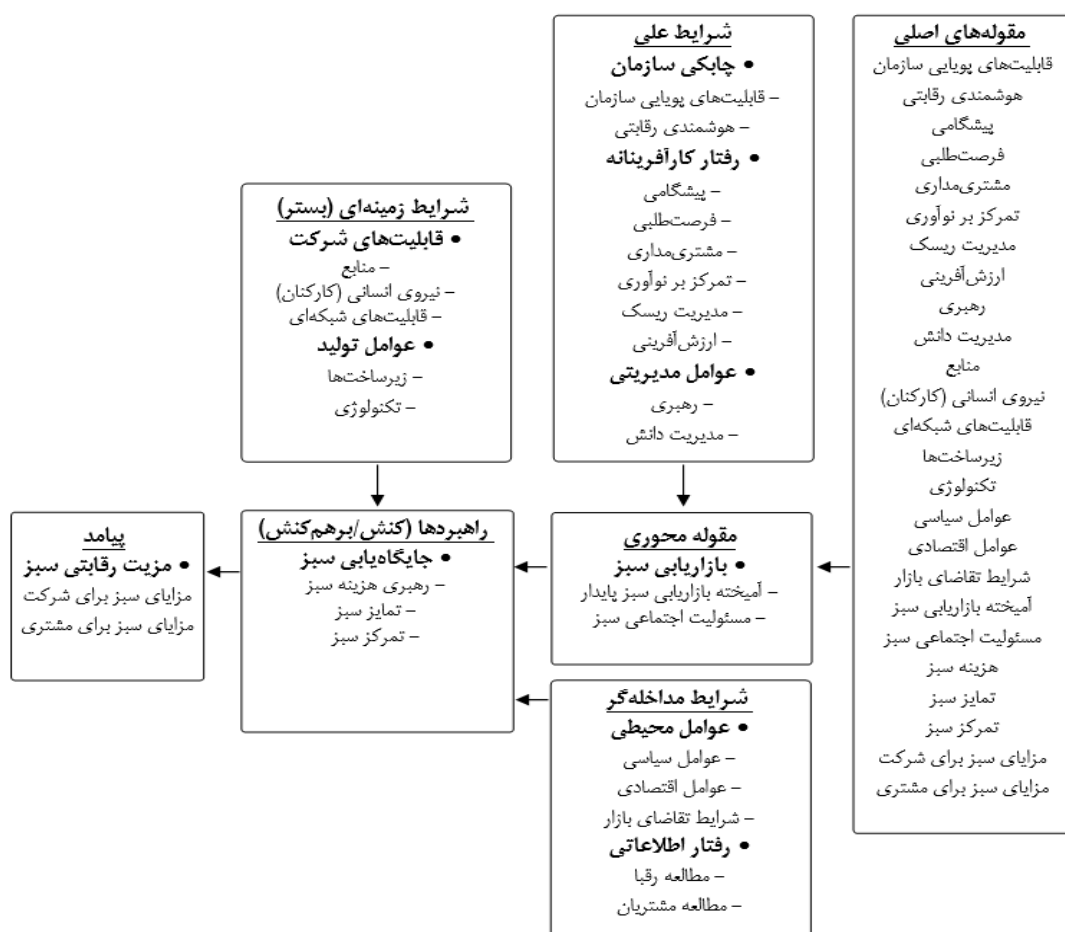 مقوله‌های اصلی
قابلیت‌های پویایی سازمان
هوشمندی رقابتی
پیشگامی
فرصت‌طلبی
مشتری‌مداری
تمرکز بر نوآوری
مدیریت ریسک
ارزش‌آفرینی
رهبری
مدیریت دانش
منابع
نیروی انسانی (کارکنان)
قابلیت‌های شبکه‌ای
زیرساخت‌ها
تکنولوژی
عوامل سیاسی
عوامل اقتصادی
شرایط تقاضای بازار
آمیخته بازاریابی سبز
مسئولیت اجتماعی سبز
هزینه سبز
تمایز سبز
تمرکز سبز
مزایای سبز برای شرکت
مزایای سبز برای مشتری
شرایط علی
• چابکی سازمان
– قابلیت‌های پویایی سازمان
– هوشمندی رقابتی
• رفتار کارآفرینانه
– پیشگامی
– فرصت‌طلبی
– مشتری‌مداری
– تمرکز بر نوآوری
– مدیریت ریسک
– ارزش‌آفرینی
• عوامل مدیریتی
– رهبری
– مدیریت دانش
شرایط زمینه‌ای (بستر)
• قابلیت‌های شرکت
– منابع
– نیروی انسانی (کارکنان)
– قابلیت‌های شبکه‌ای
• عوامل تولید
– زیرساخت‌ها
– تکنولوژی
مقوله محوری
• بازاریابی سبز
– آمیخته بازاریابی سبز پایدار
– مسئولیت اجتماعی سبز
راهبردها (کنش/برهم‌کنش)
• جایگاه‌یابی سبز
– رهبری هزینه سبز
– تمایز سبز
– تمرکز سبز
پیامد
• مزیت رقابتی سبز
مزایای سبز برای شرکت
مزایای سبز برای مشتری
شرایط مداخله‌گر
• عوامل محیطی
– عوامل سیاسی
– عوامل اقتصادی
– شرایط تقاضای بازار
• رفتار اطلاعاتی
– مطالعه رقبا
– مطالعه مشتریان